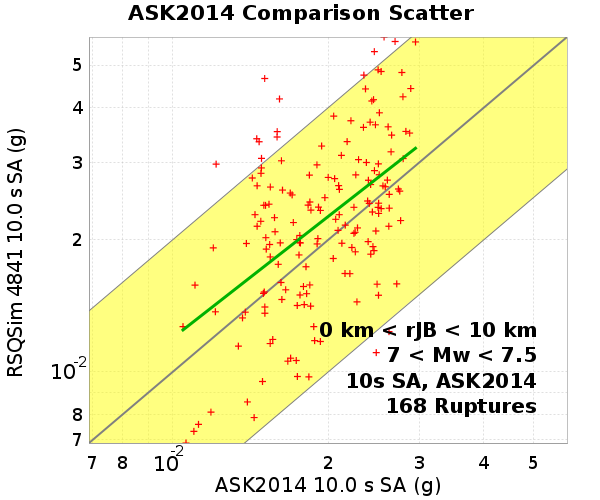 ASK2014 Comparison Scatter
RSQSim 4841 10.0 s SA (g)
5
4
3
2
10-2
8
7
0 km < rJB < 10 km
7 < Mw < 7.5
10s SA, ASK2014
168 Ruptures
7 8 10-2 2 3 4 5
ASK2014 10.0 s SA (g)